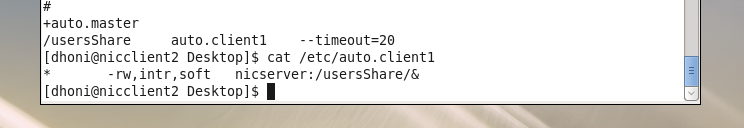 #
+auto.master
/usersShare     auto.client1    --timeout=20
[dhoni@nicclient2 Desktop]$ cat /etc/auto.client1
*       -rw,intr,soft   nicserver:/usersShare/&
[dhoni@nicclient2 Desktop]$